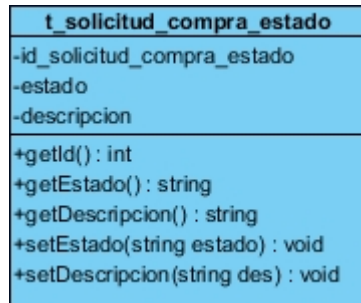 t_solicitud_compra_estado
-id_solicitud_compra_estado
-estado
-descripcion
+getId() : int
+getEstado() : string
+getDescripcion() : string
+setEstado(string estado) : void
+setDescripcion(string des) : void